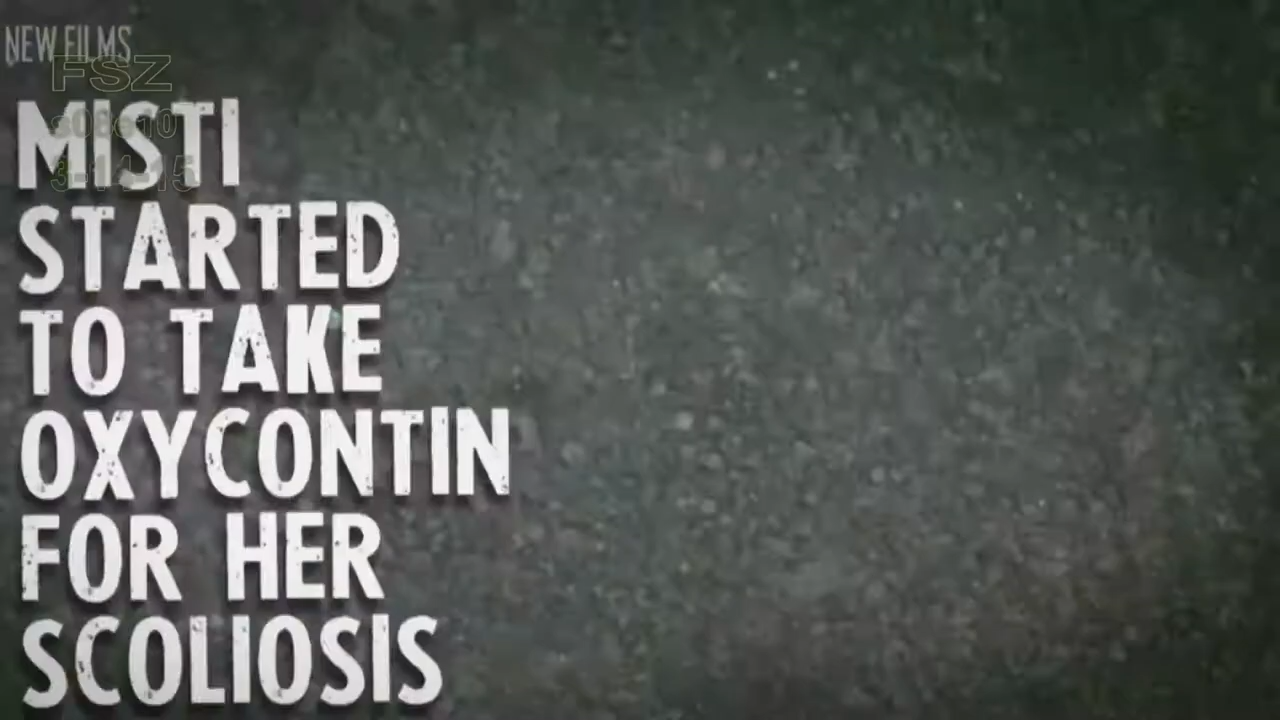 NEW FILMS
FSZ
MISTI
STARTED
TO TAKE
OXYCONTIN
FOR HER
SCOLIOSIS